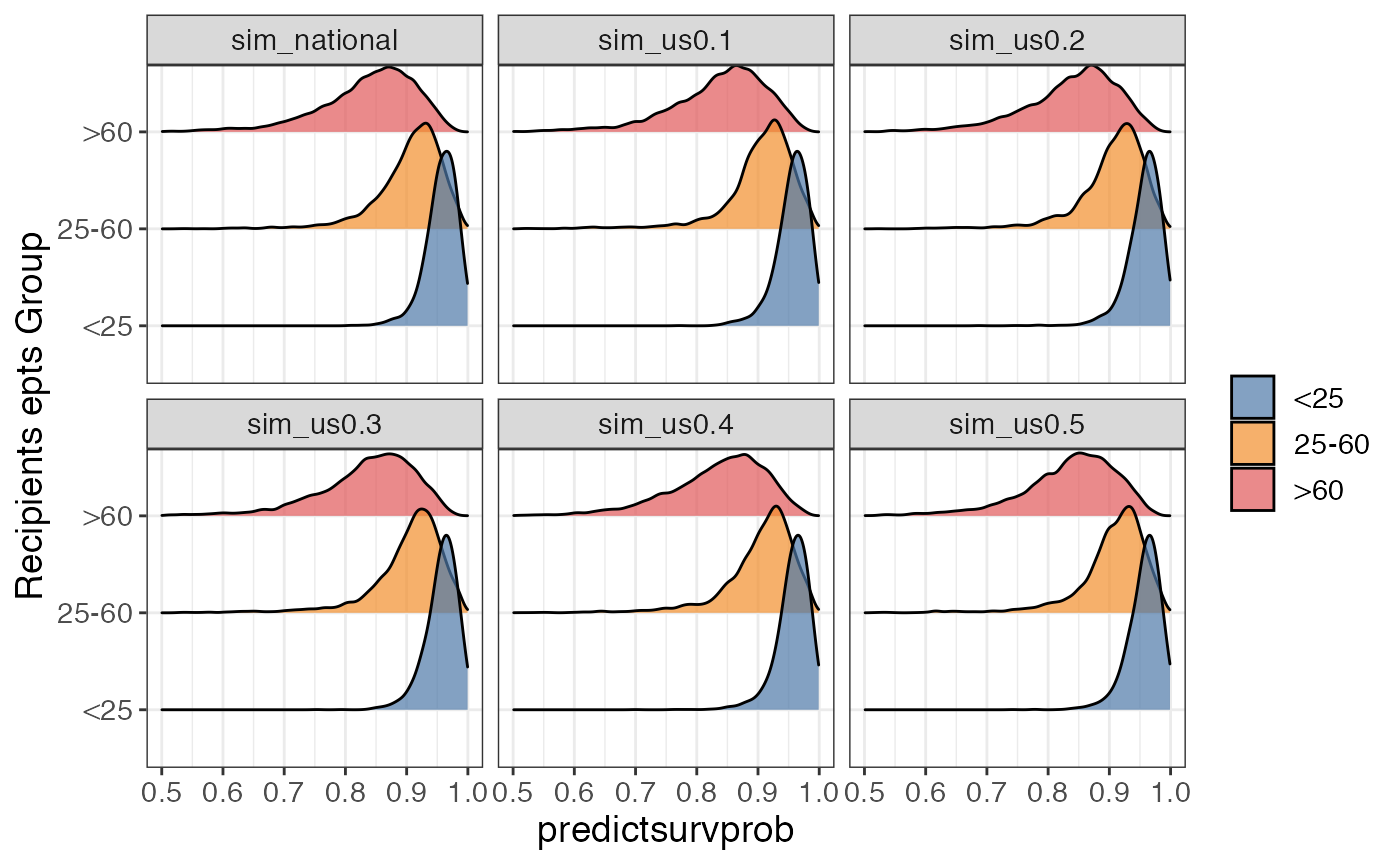 sim_national sim_us0.1 sim_us0.2
>60
25-60
<25
sim_us0.3 sim_us0.4 sim_us0.5
>60
25-60
<25
0.5 0.6 0.7 0.8 0.9 1.0 0.5 0.6 0.7 0.8 0.9 1.0 0.5 0.6 0.7 0.8 0.9 1.0
predictsurvprob
Recipients epts Group
<25
25-60
>60